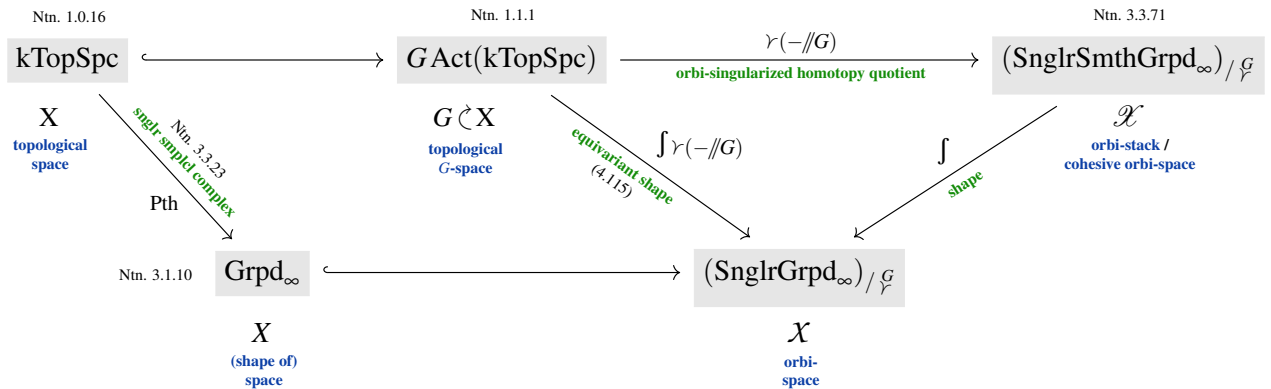 Ntn. 1.0.16
Ntn. 1.1.1
Ntn. 3.3.71
kTopSpc
G Act(kTopSpc)
ʏ(−⫽G)
orbi-singularized homotopy quotient
(SnglrSmthGrpd∞)/ʏG
X
topological
space
G ⤿ X
topological
G-space
𝒳
orbi-stack /
cohesive orbi-space
Ntn. 3.3.23
snglr smplcl complex
Pth
∫ʏ(−⫽G)
equivariant shape
(4.115)
∫
shape
Ntn. 3.1.10
Grpd∞
(SnglrGrpd∞)/ʏG
X
(shape of)
space
𝒳
orbi-
space